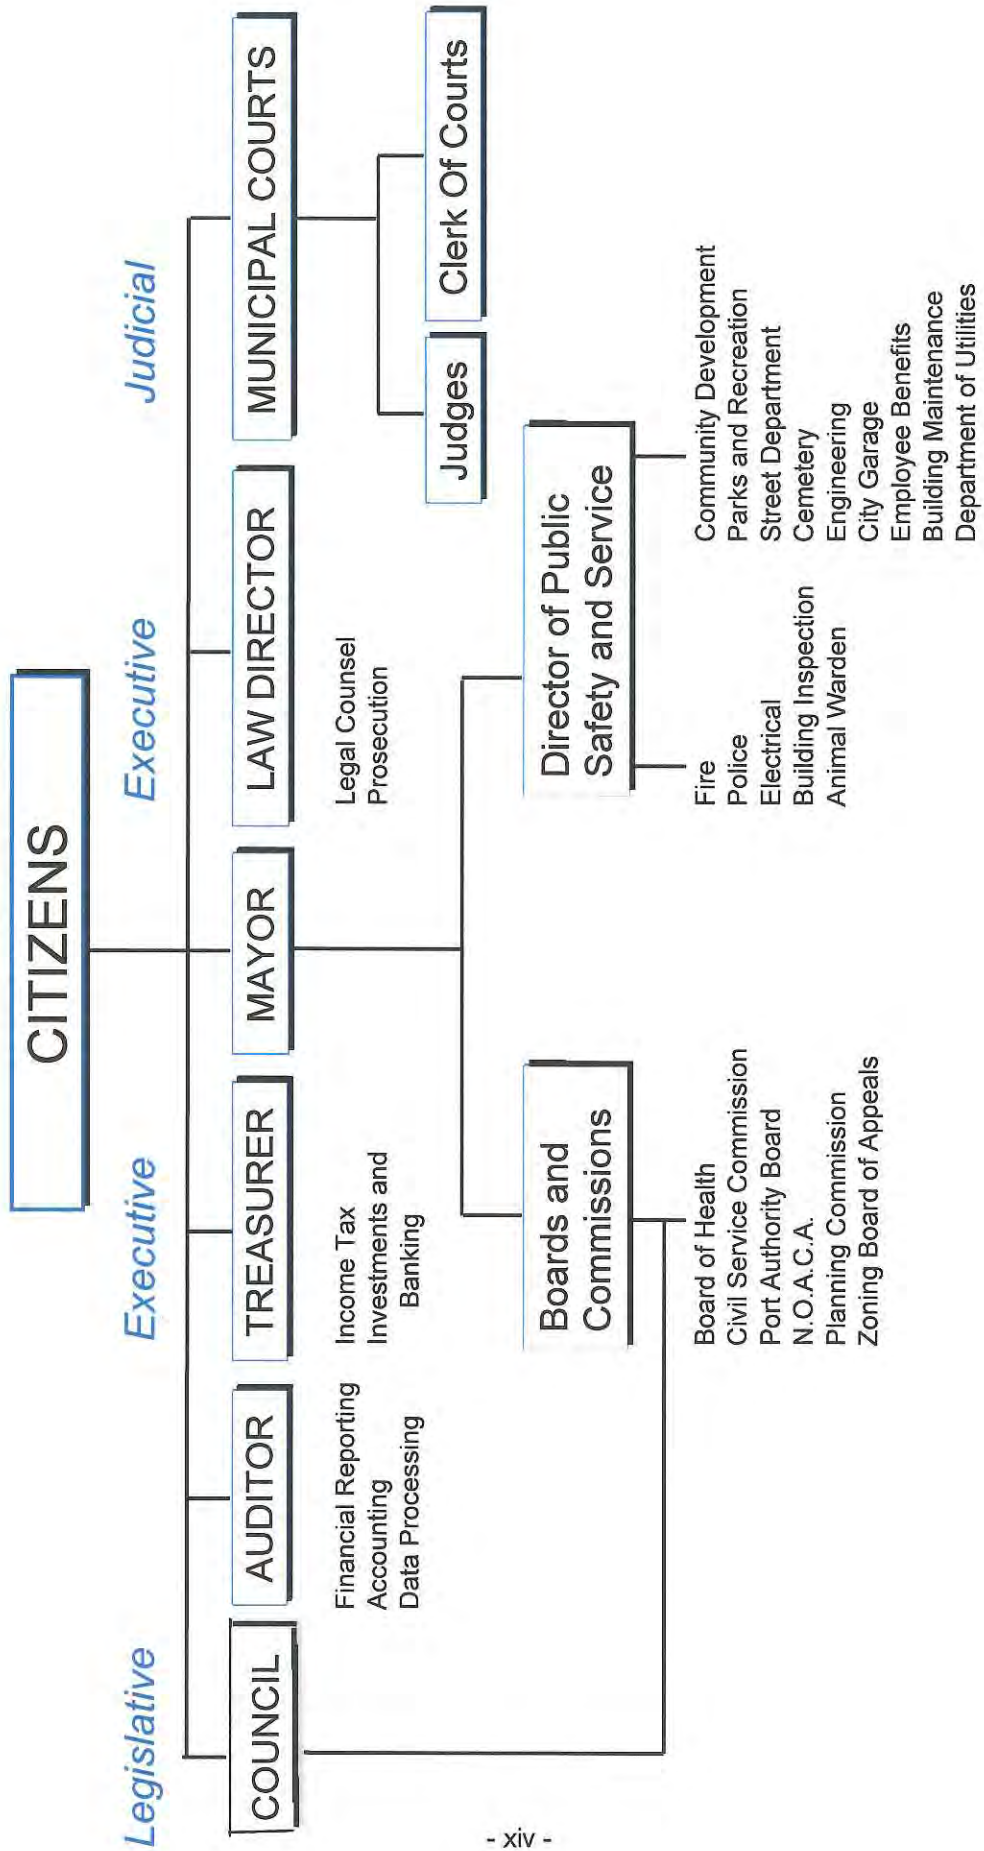 CITIZENS
Legislative
Executive
Executive
Judicial
COUNCIL
AUDITOR
TREASURER
MAYOR
LAW DIRECTOR
MUNICIPAL COURTS
Financial Reporting
Accounting
Data Processing
Income Tax
Investments and
Banking
Legal Counsel
Prosecution
Judges
Clerk Of Courts
Boards and
Commissions
Director of Public
Safety and Service
Board of Health
Civil Service Commission
Port Authority Board
N.O.A.C.A.
Planning Commission
Zoning Board of Appeals
Fire
Police
Electrical
Building Inspection
Animal Warden
Community Development
Parks and Recreation
Street Department
Cemetery
Engineering
City Garage
Employee Benefits
Building Maintenance
Department of Utilities
- xiv -